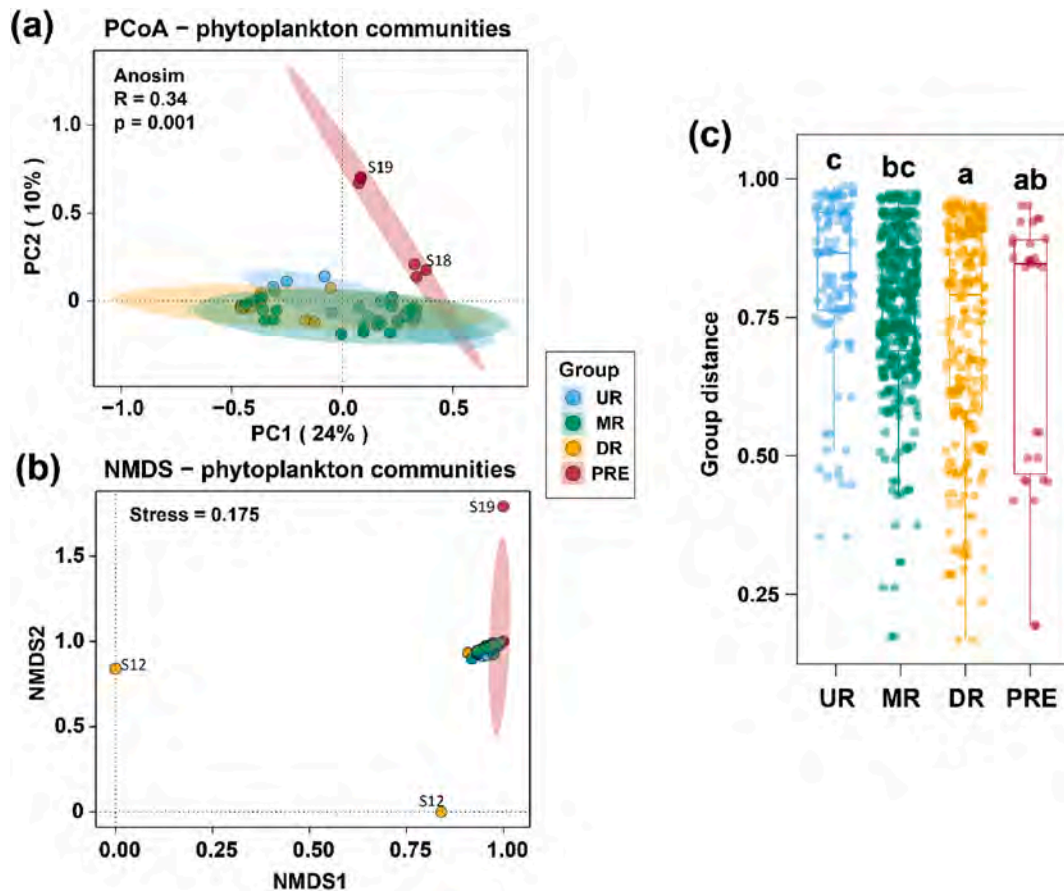 (a)
PCoA − phytoplankton communities
Anosim
R = 0.34
p = 0.001
S19
S18
PC2 ( 10%)
1.0
0.5
0
−1.0 −0.5 0.0 0.5
PC1 ( 24%)
Group
UR
MR
DR
PRE
(b)
NMDS − phytoplankton communities
Stress = 0.175
S19
S12
S12
NMDS2
1.5
1.0
0.5
0
0.00 0.25 0.50 0.75 1.00
NMDS1
(c)
c bc a ab
Group distance
1.00
0.75
0.50
0.25
UR MR DR PRE